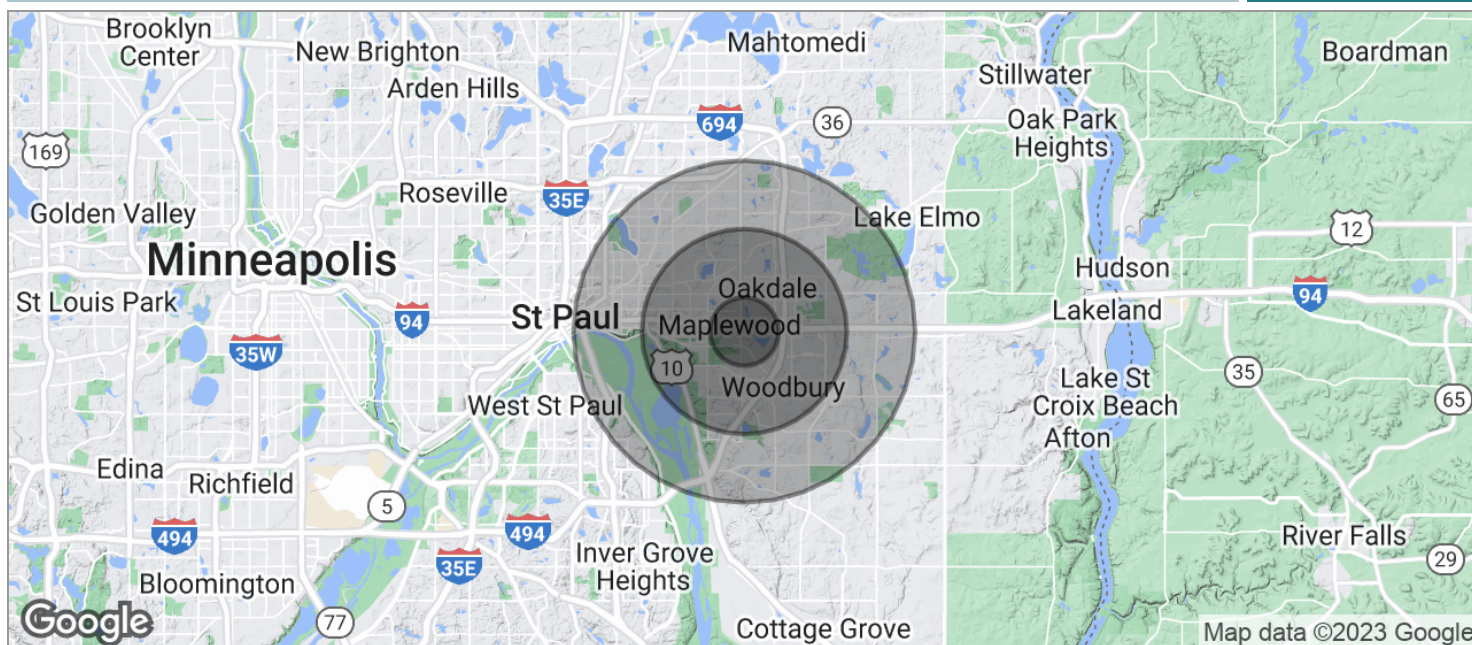 Brooklyn
Center
New Brighton
Mahtomedi
Boardman
Stillwater
Arden Hills
694
36
Oak Park
Heights
169
Roseville
35E
Golden Valley
Lake Elmo
12
Minneapolis
Hudson
Oakdale
St Louis Park
94
St Paul
Maplewood
Lakeland
94
35W
10
Woodbury
35
Lake St
Croix Beach
65
West St Paul
Afton
Edina
Richfield
5
494
494
River Falls
35E
Inver Grove
Heights
29
Bloomington
Google
77
Cottage Grove
Map data ©2023 Google